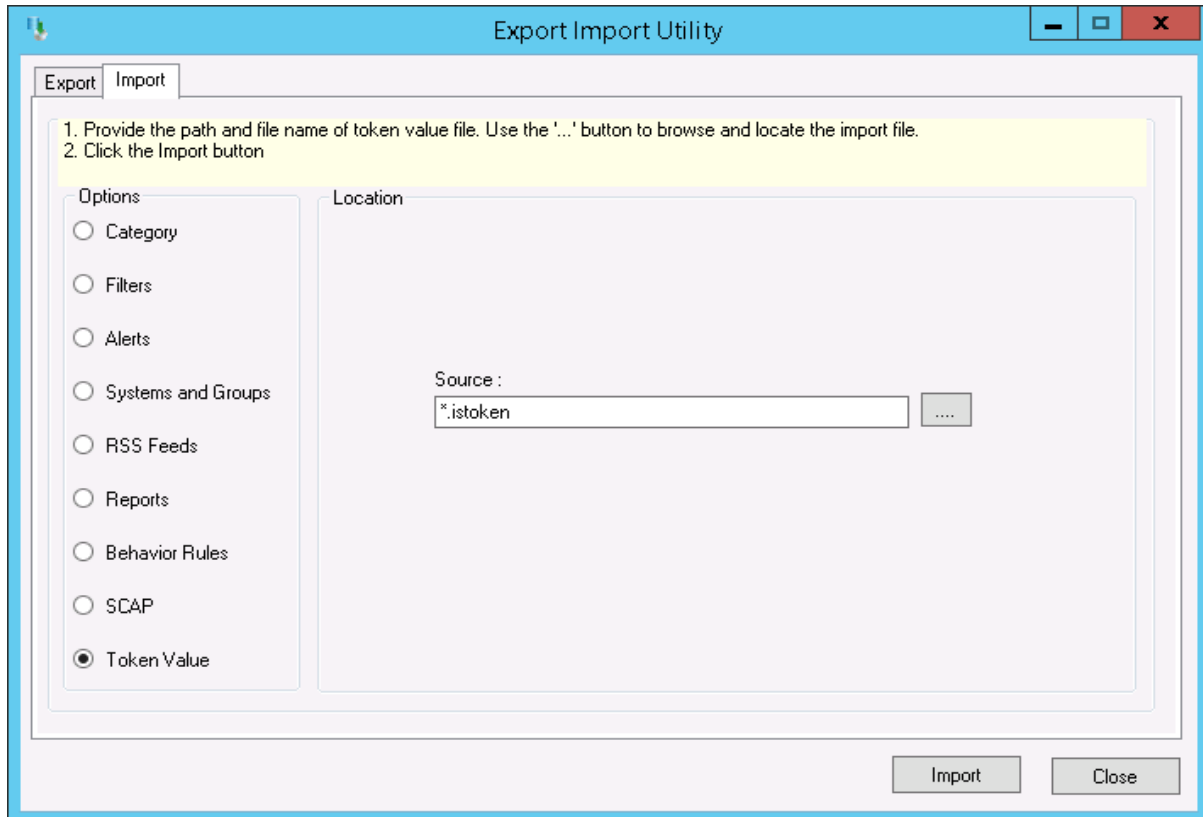 Export Import Utility
Export
Import
1. Provide the path and file name of token value file. Use the '...' button to browse and locate the import file.
2. Click the Import button
Options
Category
Filters
Alerts
Systems and Groups
RSS Feeds
Reports
Behavior Rules
SCAP
Token Value
Location
Source :
*.istoken
....
Import
Close